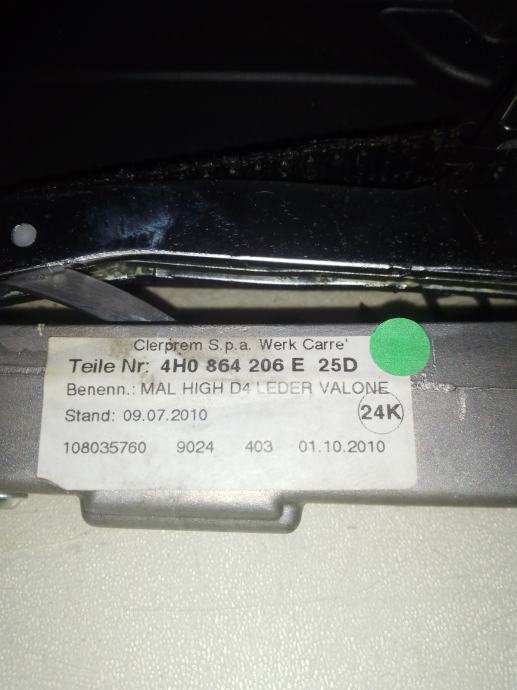 Clerprem S.p.a. Werk Carre'
Teile Nr: 4H0 864 206 E 25D
Benenn.: MAL HIGH D4 LEDER VALONE
Stand: 09.07.2010
24K
108035760 9024 403 01.10.2010